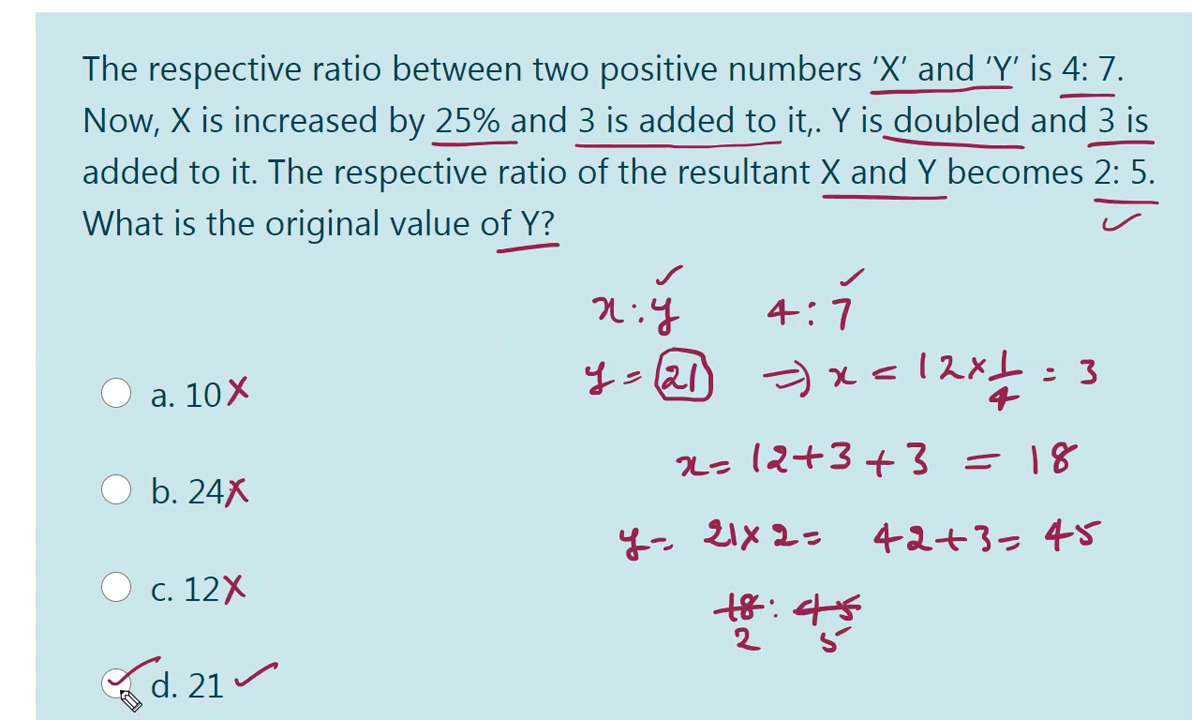 The respective ratio between two positive numbers ‘X’ and ‘Y’ is 4: 7.
Now, X is increased by 25% and 3 is added to it,. Y is doubled and 3 is
added to it. The respective ratio of the resultant X and Y becomes 2: 5.
What is the original value of Y?
x : y 4 : 7
y = 21 ⇒ x = 12 × 1/4 = 3
a. 10 X
x = 12 + 3 + 3 = 18
b. 24 X
y = 21 × 2 = 42 + 3 = 45
c. 12 X
18 : 45
2 5
d. 21